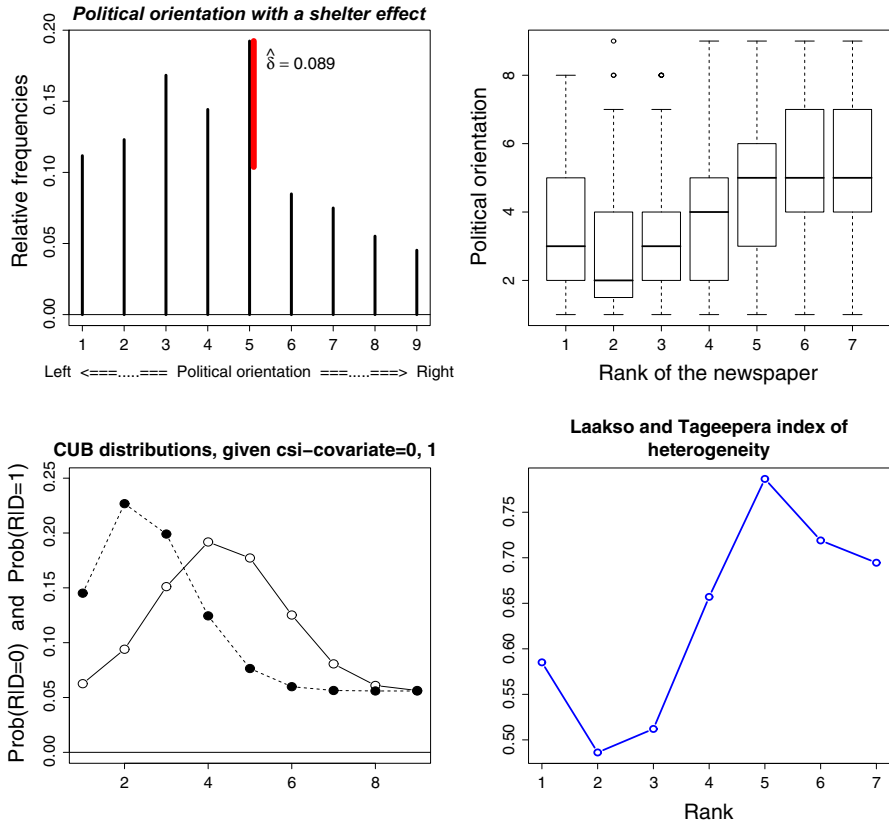 Political orientation with a shelter effect
Relative frequencies
0.20
0.15
0.10
0.05
0.00
δ̂ = 0.089
1 2 3 4 5 6 7 8 9
Left <===.....=== Political orientation ===.....===> Right
Political orientation
8
6
4
2
1 2 3 4 5 6 7
Rank of the newspaper
CUB distributions, given csi−covariate=0, 1
Prob(RID=0) and Prob(RID=1)
0.25
0.20
0.15
0.10
0.05
0.00
2 4 6 8
Laakso and Tageepera index of
heterogeneity
0.75
0.70
0.65
0.60
0.55
0.50
1 2 3 4 5 6 7
Rank